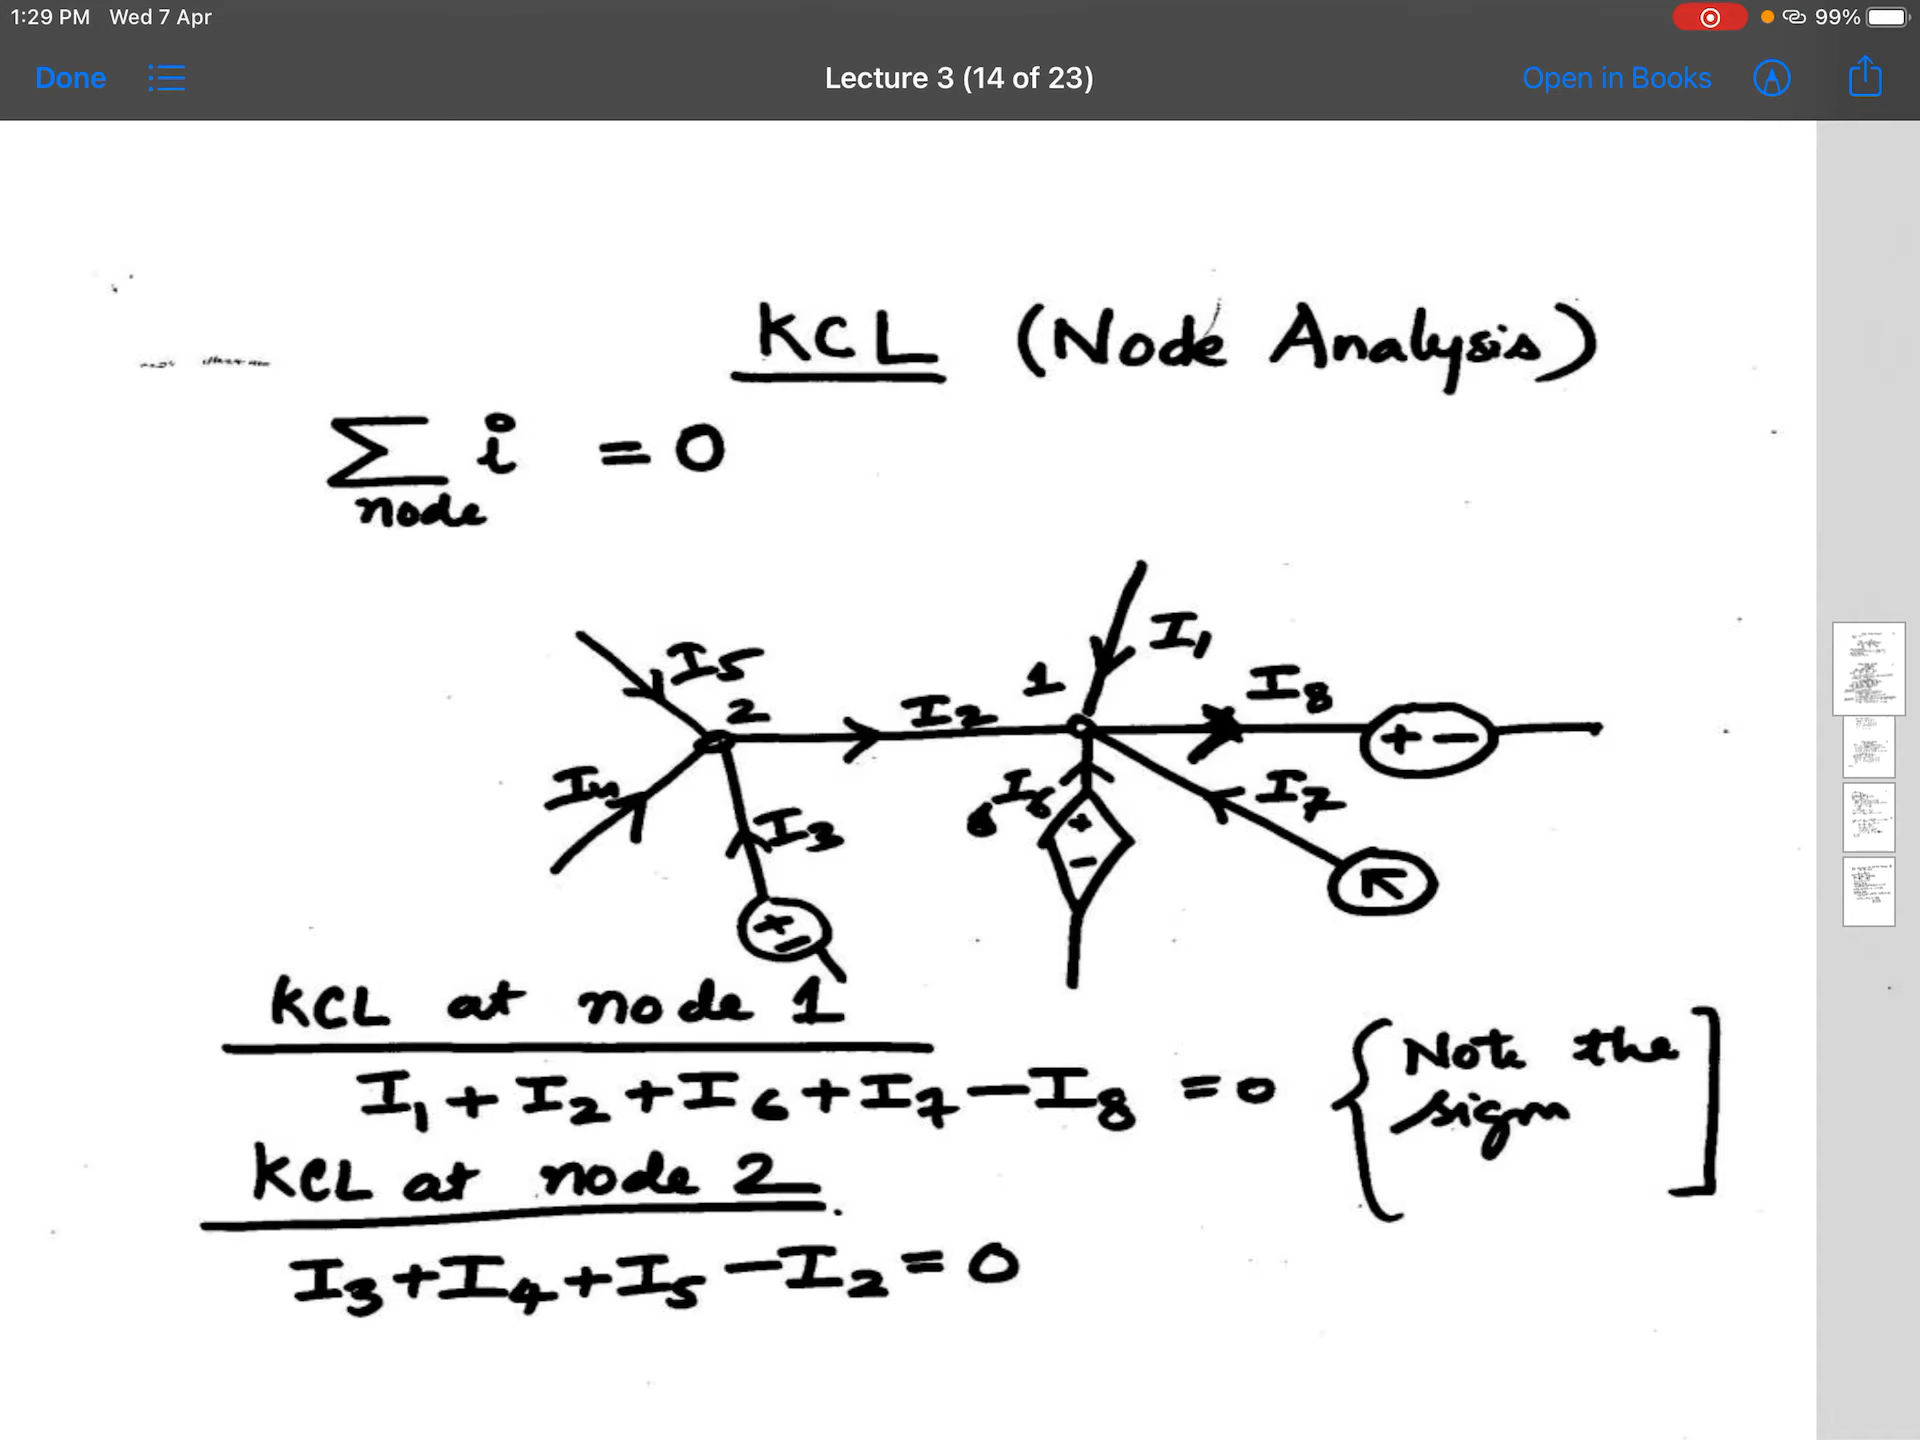 1:29 PM Wed 7 Apr 99%
Done Lecture 3 (14 of 23) Open in Books
KCL (Node Analysis)
∑ i = 0
node
I1
I5 1 I8
2 I2 + −
I4 I6 I7
6 +
I3 −
+ −
KCL at node 1
I1 + I2 + I6 + I7 − I8 = 0 { Note the
sign ]
KCL at node 2
I3 + I4 + I5 − I2 = 0